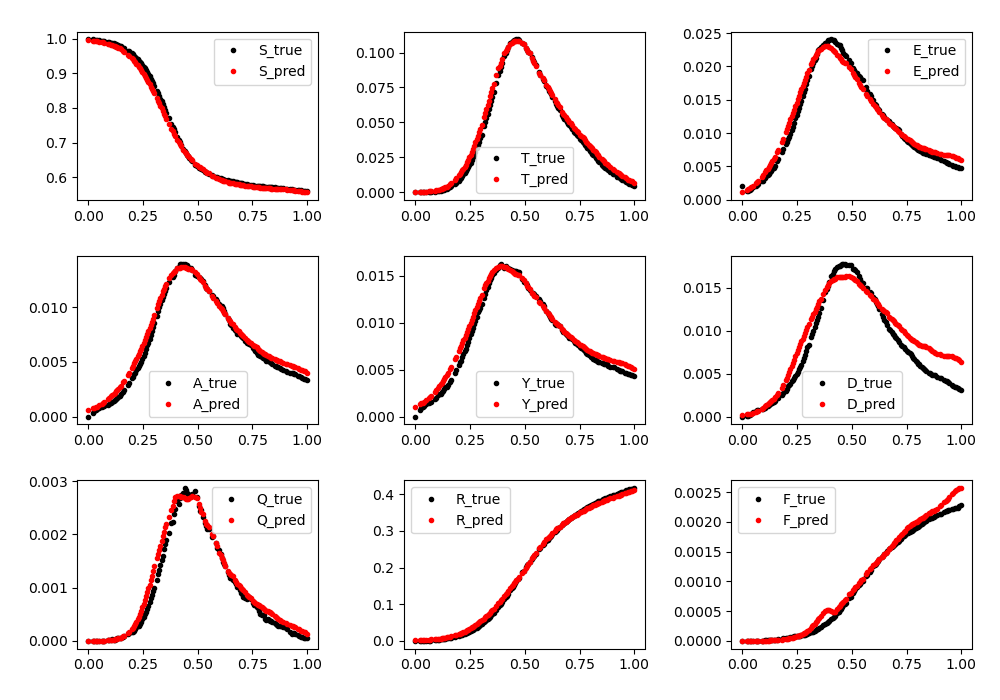 1.0
0.9
0.8
0.7
0.6
S_true
S_pred
0.00 0.25 0.50 0.75 1.00
0.100
0.075
0.050
0.025
0.000
T_true
T_pred
0.00 0.25 0.50 0.75 1.00
0.025
0.020
0.015
0.010
0.005
0.000
E_true
E_pred
0.00 0.25 0.50 0.75 1.00
0.010
0.005
0.000
A_true
A_pred
0.00 0.25 0.50 0.75 1.00
0.015
0.010
0.005
0.000
Y_true
Y_pred
0.00 0.25 0.50 0.75 1.00
0.015
0.010
0.005
0.000
D_true
D_pred
0.00 0.25 0.50 0.75 1.00
0.003
0.002
0.001
0.000
Q_true
Q_pred
0.00 0.25 0.50 0.75 1.00
0.4
0.3
0.2
0.1
0.0
R_true
R_pred
0.00 0.25 0.50 0.75 1.00
0.0025
0.0020
0.0015
0.0010
0.0005
0.0000
F_true
F_pred
0.00 0.25 0.50 0.75 1.00